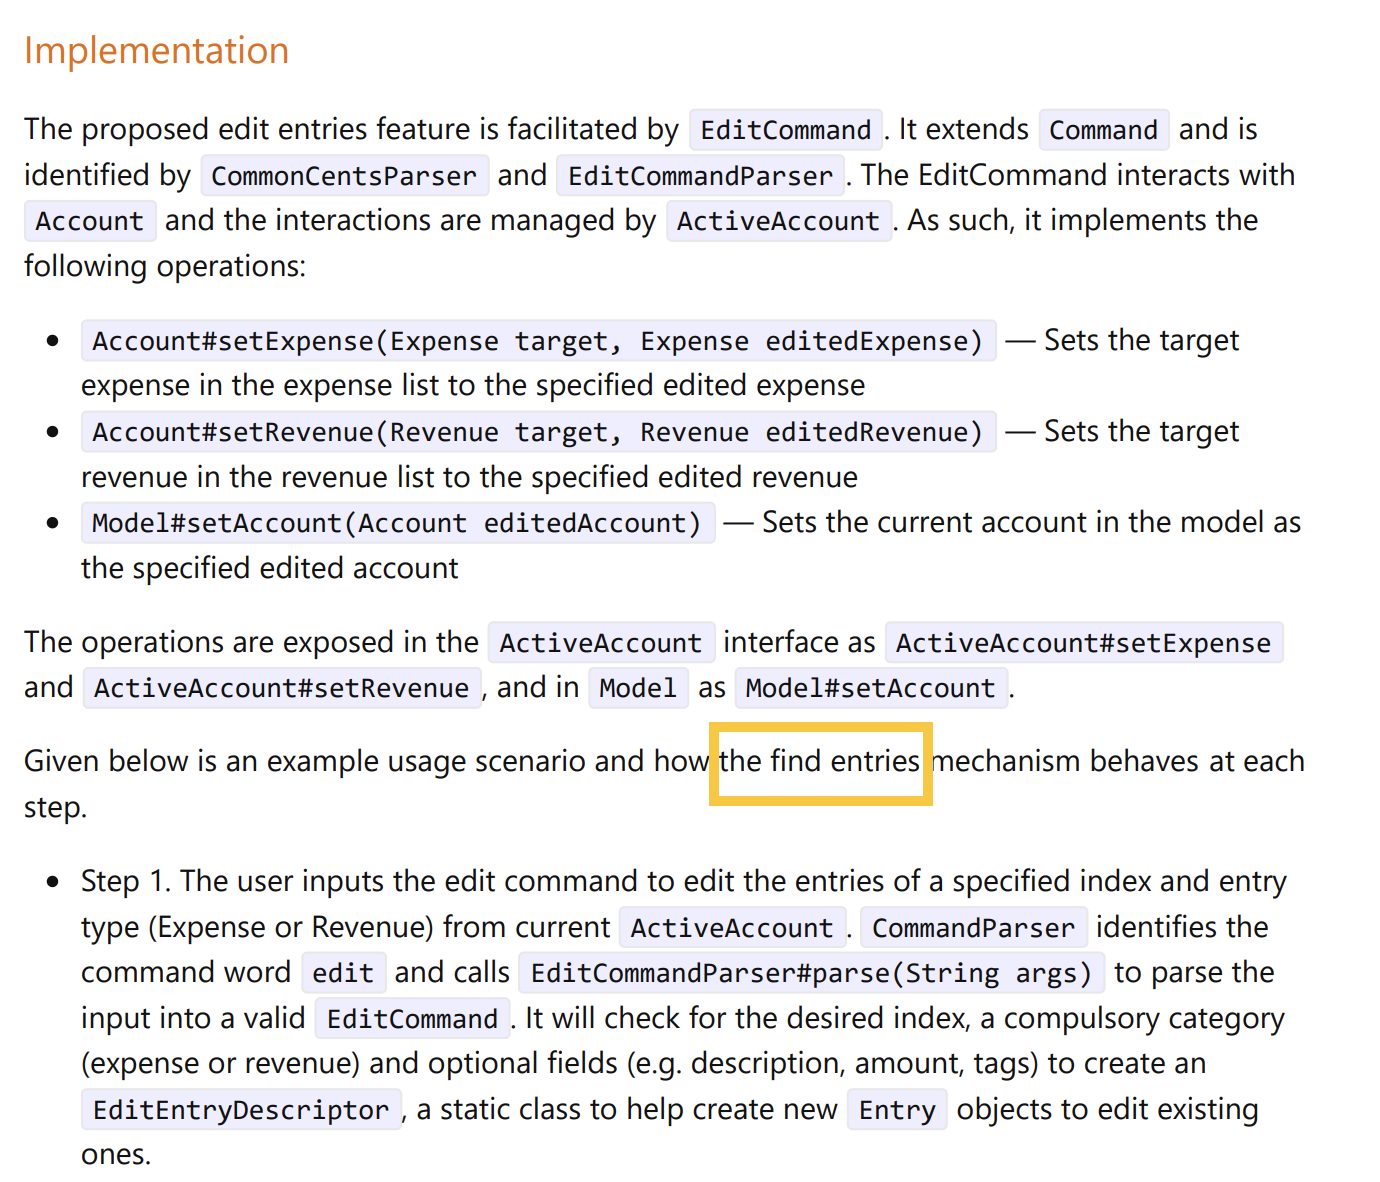 Implementation
The proposed edit entries feature is facilitated by EditCommand. It extends Command and is
identified by CommonCentsParser and EditCommandParser. The EditCommand interacts with
Account and the interactions are managed by ActiveAccount. As such, it implements the
following operations:
• Account#setExpense(Expense target, Expense editedExpense) — Sets the target
expense in the expense list to the specified edited expense
• Account#setRevenue(Revenue target, Revenue editedRevenue) — Sets the target
revenue in the revenue list to the specified edited revenue
• Model#setAccount(Account editedAccount) — Sets the current account in the model as
the specified edited account
The operations are exposed in the ActiveAccount interface as ActiveAccount#setExpense
and ActiveAccount#setRevenue, and in Model as Model#setAccount.
Given below is an example usage scenario and how the find entries mechanism behaves at each
step.
• Step 1. The user inputs the edit command to edit the entries of a specified index and entry
type (Expense or Revenue) from current ActiveAccount. CommandParser identifies the
command word edit and calls EditCommandParser#parse(String args) to parse the
input into a valid EditCommand. It will check for the desired index, a compulsory category
(expense or revenue) and optional fields (e.g. description, amount, tags) to create an
EditEntryDescriptor, a static class to help create new Entry objects to edit existing
ones.